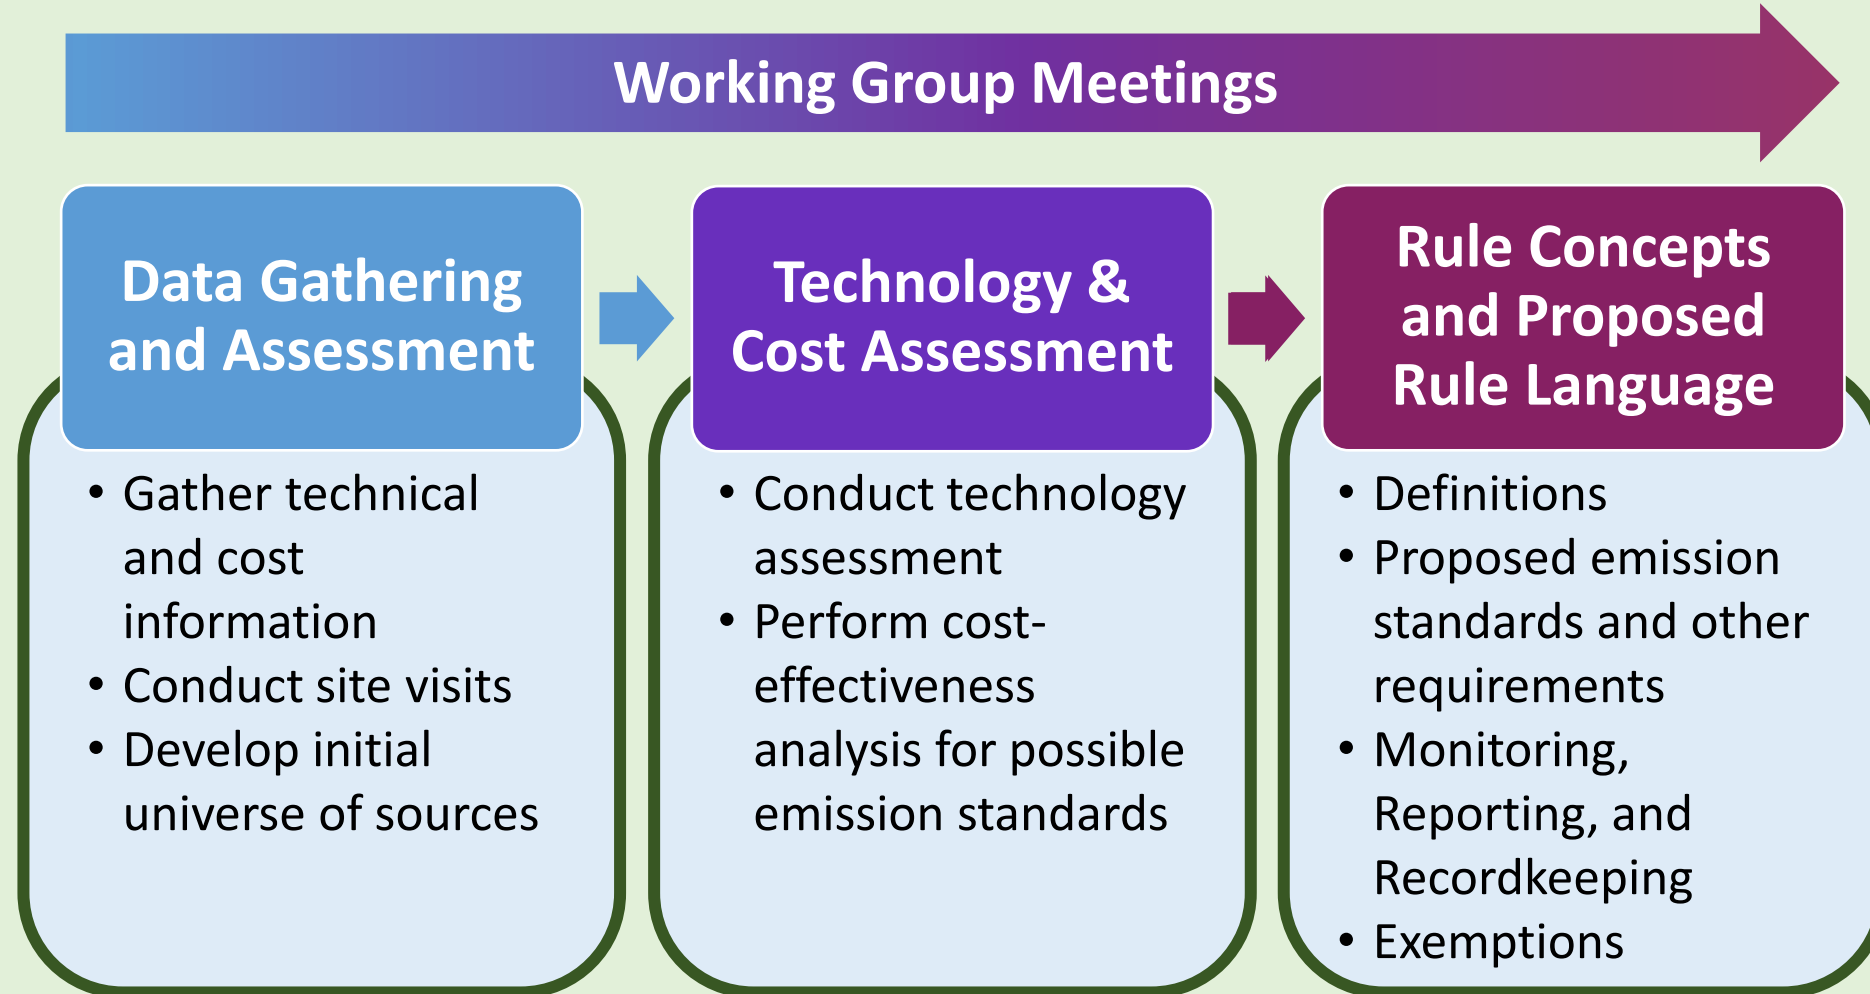 Working Group Meetings
Data Gathering
and Assessment
• Gather technical
and cost
information
• Conduct site visits
• Develop initial
universe of sources
Technology &
Cost Assessment
• Conduct technology
assessment
• Perform cost-
effectiveness
analysis for possible
emission standards
Rule Concepts
and Proposed
Rule Language
• Definitions
• Proposed emission
standards and other
requirements
• Monitoring,
Reporting, and
Recordkeeping
• Exemptions